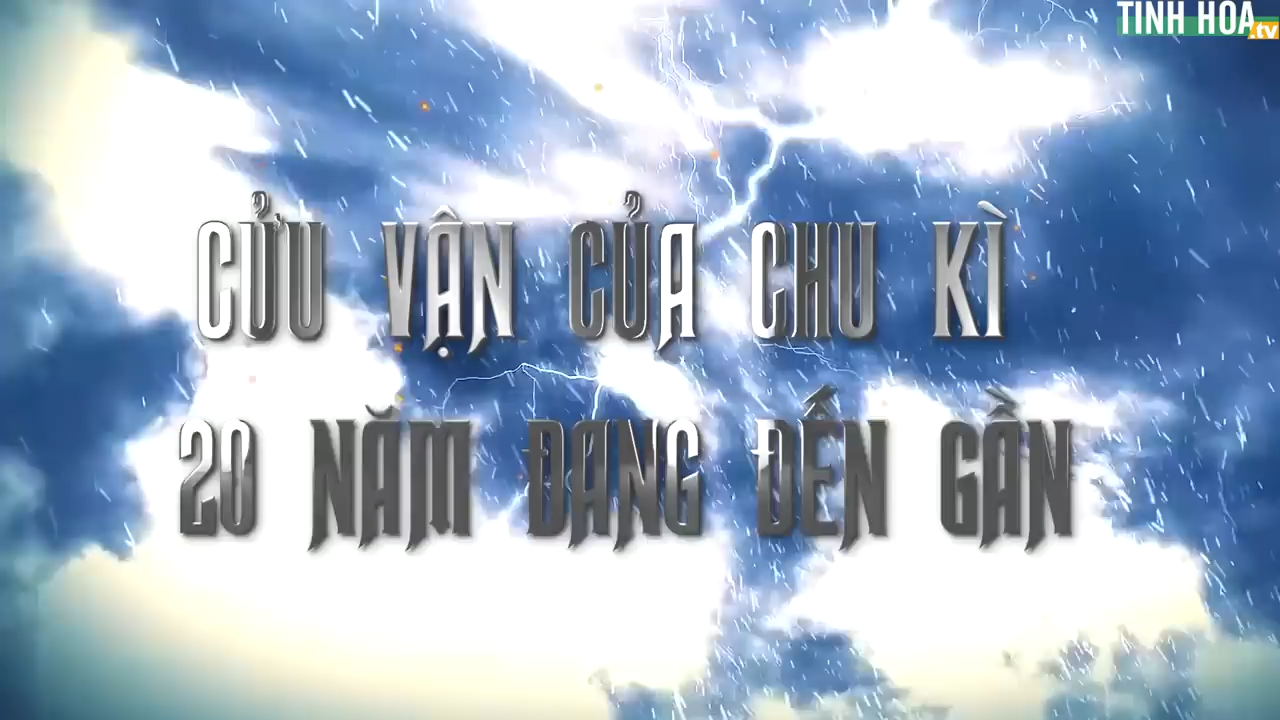 TINH HOA
.tv
CỬU VẬN CỦA CHU KÌ
20 NĂM ĐANG ĐẾN GẦN